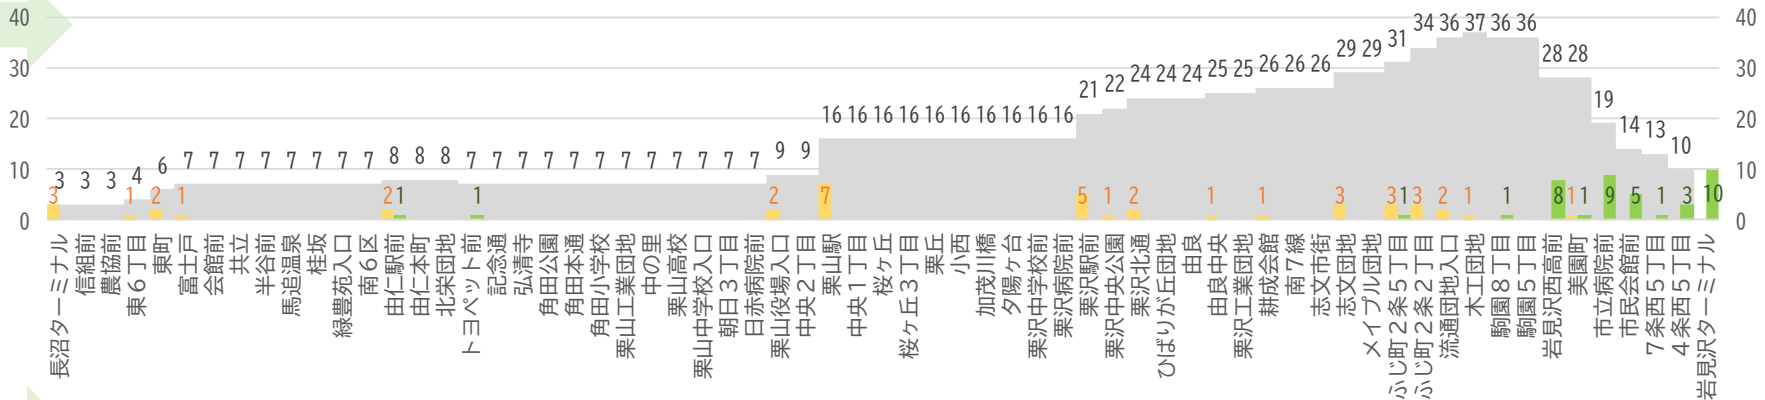 40
30
20
10
0
40
30
20
10
0
3 3 3 4 6 7 7 7 7 7 7 7 7 8 8 8 7 7 7 7 7 7 7 7 7 7 7 7 9 9 16 16 16 16 16 16 16 16 16 16 21 22 24 24 24 25 25 26 26 26 29 29 31 34 36 37 36 36 28 28 19 14 13 10
3 1 2 1 2 2 7 5 1 2 1 1 3 3 3 2 1 1
1 1 1 1 8 1 9 5 1 3 10
長沼ターミナル
信組前
農協前
東6丁目
東町
富士戸
会館前
共立
半谷前
馬追温泉
桂坂
緑豊苑入口
南6区
由仁駅前
由仁本町
北栄団地
トヨペット前
記念通
弘清寺
角田公園
角田本通
角田小学校
栗山工業団地
中の里
栗山高校
栗山中学校入口
朝日3丁目
日赤病院前
栗山役場入口
中央2丁目
栗山駅
中央1丁目
桜ヶ丘
桜ヶ丘3丁目
栗丘
小西
加茂川橋
夕陽ヶ台
栗沢中学校前
栗沢病院前
栗沢駅前
栗沢中央公園
栗沢北通
ひばりが丘団地
由良
由良中央
栗沢工業団地
耕成会館
南7線
志文市街
志文団地
メイプル団地
ふじ町2条5丁目
ふじ町2条2丁目
流通団地入口
木工団地
駒園8丁目
駒園5丁目
岩見沢西高前
美園町
市立病院前
市民会館前
7条西5丁目
4条西5丁目
岩見沢ターミナル